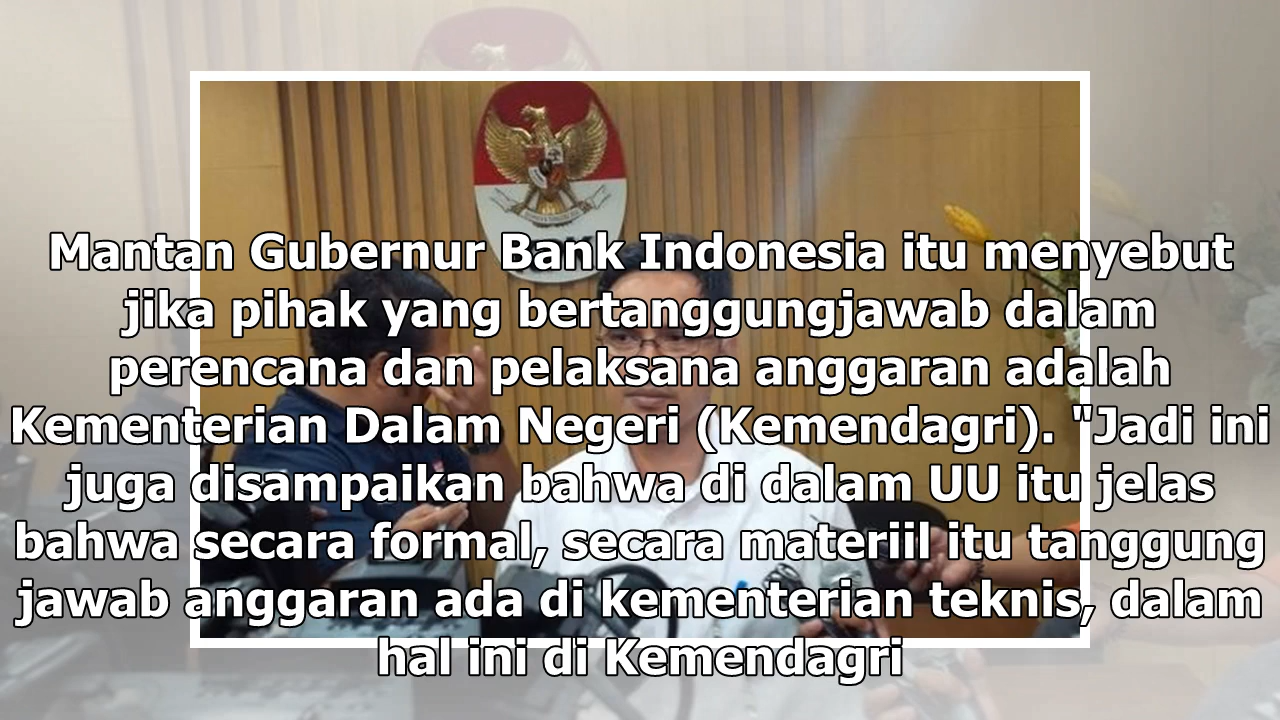 Mantan Gubernur Bank Indonesia itu menyebut
jika pihak yang bertanggungjawab dalam
perencana dan pelaksana anggaran adalah
Kementerian Dalam Negeri (Kemendagri). "Jadi ini
juga disampaikan bahwa di dalam UU itu jelas
bahwa secara formal, secara materiil itu tanggung
jawab anggaran ada di kementerian teknis, dalam
hal ini di Kemendagri